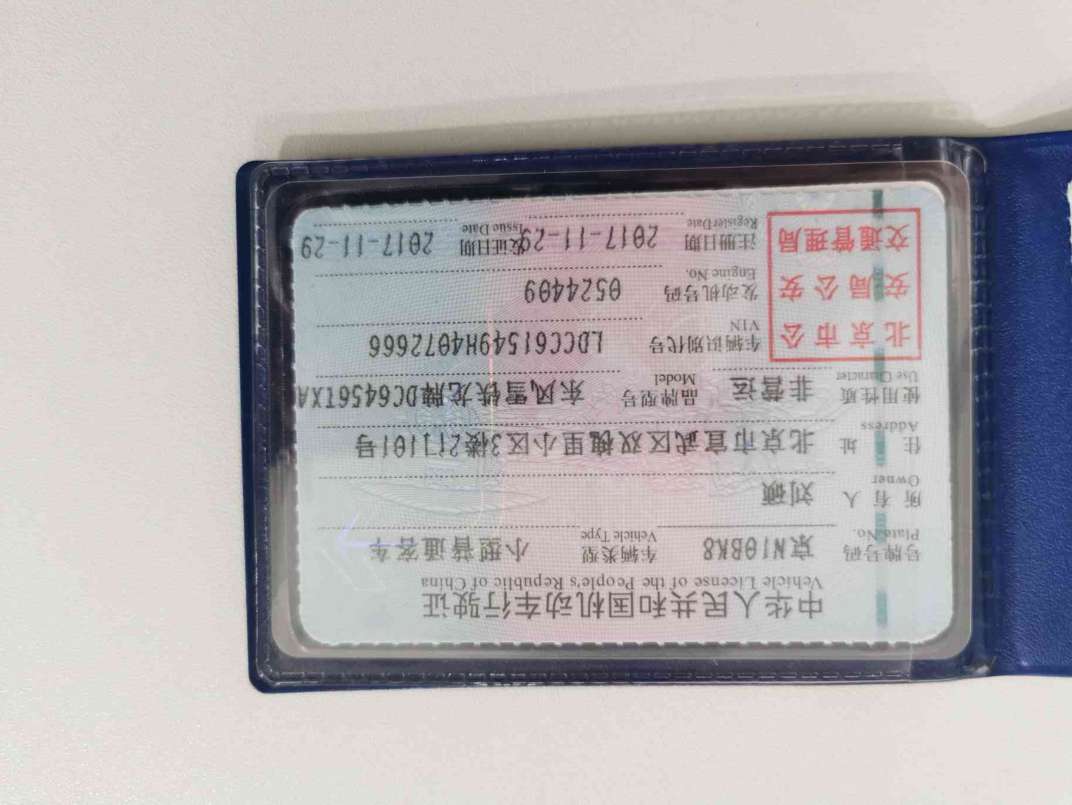 中华人民共和国机动车行驶证
Vehicle License of the People's Republic of China
号牌号码 京N10BK8 车辆类型 小型普通客车
Plate No. Vehicle Type
所有人 刘硕
Owner
住址 北京市宣武区双槐里小区3楼2门1101号
Address
使用性质 非营运 品牌型号 东风雪铁龙牌DC6456TXA
Use Character Model
北京市公
安局公安
交通管理局
车辆识别代号 LDCC61549H4072666
VIN
发动机号码 0524409
Engine No.
注册日期 2017-11-29 发证日期 2017-11-29
Register Date Issue Date